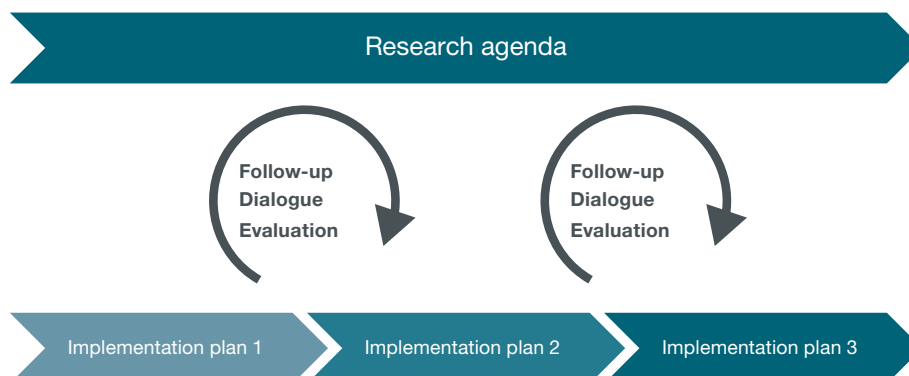 Research agenda
Follow-up
Dialogue
Evaluation
Follow-up
Dialogue
Evaluation
Implementation plan 1
Implementation plan 2
Implementation plan 3